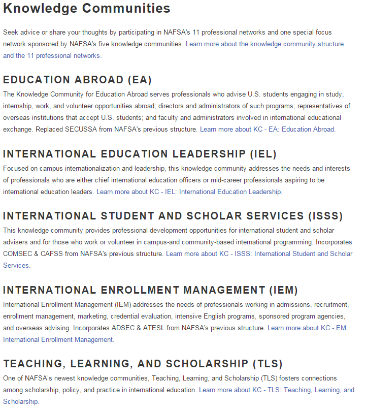 Knowledge Communities
Seek advice or share your thoughts by participating in NAFSA's 11 professional networks and one special focus
network sponsored by NAFSA's five knowledge communities. Learn more about the knowledge community structure
and the 11 professional networks.
EDUCATION ABROAD (EA)
The Knowledge Community for Education Abroad serves professionals who advise U.S. students engaging in study,
internship, work, and volunteer opportunities abroad; directors and administrators of such programs; representatives of
overseas institutions that accept U.S. students; and faculty and administrators involved in international educational
exchange. Replaced SECUSSA from NAFSA's previous structure. Learn more about KC - EA: Education Abroad.
INTERNATIONAL EDUCATION LEADERSHIP (IEL)
Focused on campus internationalization and leadership, this knowledge community addresses the needs and interests
of professionals who are either chief international education officers or mid-career professionals aspiring to be
international education leaders. Learn more about KC - IEL: International Education Leadership.
INTERNATIONAL STUDENT AND SCHOLAR SERVICES (ISSS)
This knowledge community provides professional development opportunities for international student and scholar
advisers and for those who work or volunteer in campus-and community-based international programming. Incorporates
COMSEC & CAFSS from NAFSA's previous structure. Learn more about KC - ISSS: International Student and Scholar
Services.
INTERNATIONAL ENROLLMENT MANAGEMENT (IEM)
International Enrollment Management (IEM) addresses the needs of professionals working in admissions, recruitment,
enrollment management, marketing, credential evaluation, intensive English programs, sponsored program agencies,
and overseas advising. Incorporates ADSEC & ATESL from NAFSA's previous structure. Learn more about KC - EM:
International Enrollment Management.
TEACHING, LEARNING, AND SCHOLARSHIP (TLS)
One of NAFSA's newest knowledge communities, Teaching, Learning, and Scholarship (TLS) fosters connections
among scholarship, policy, and practice in international education. Learn more about KC - TLS: Teaching, Learning, and
Scholarship.